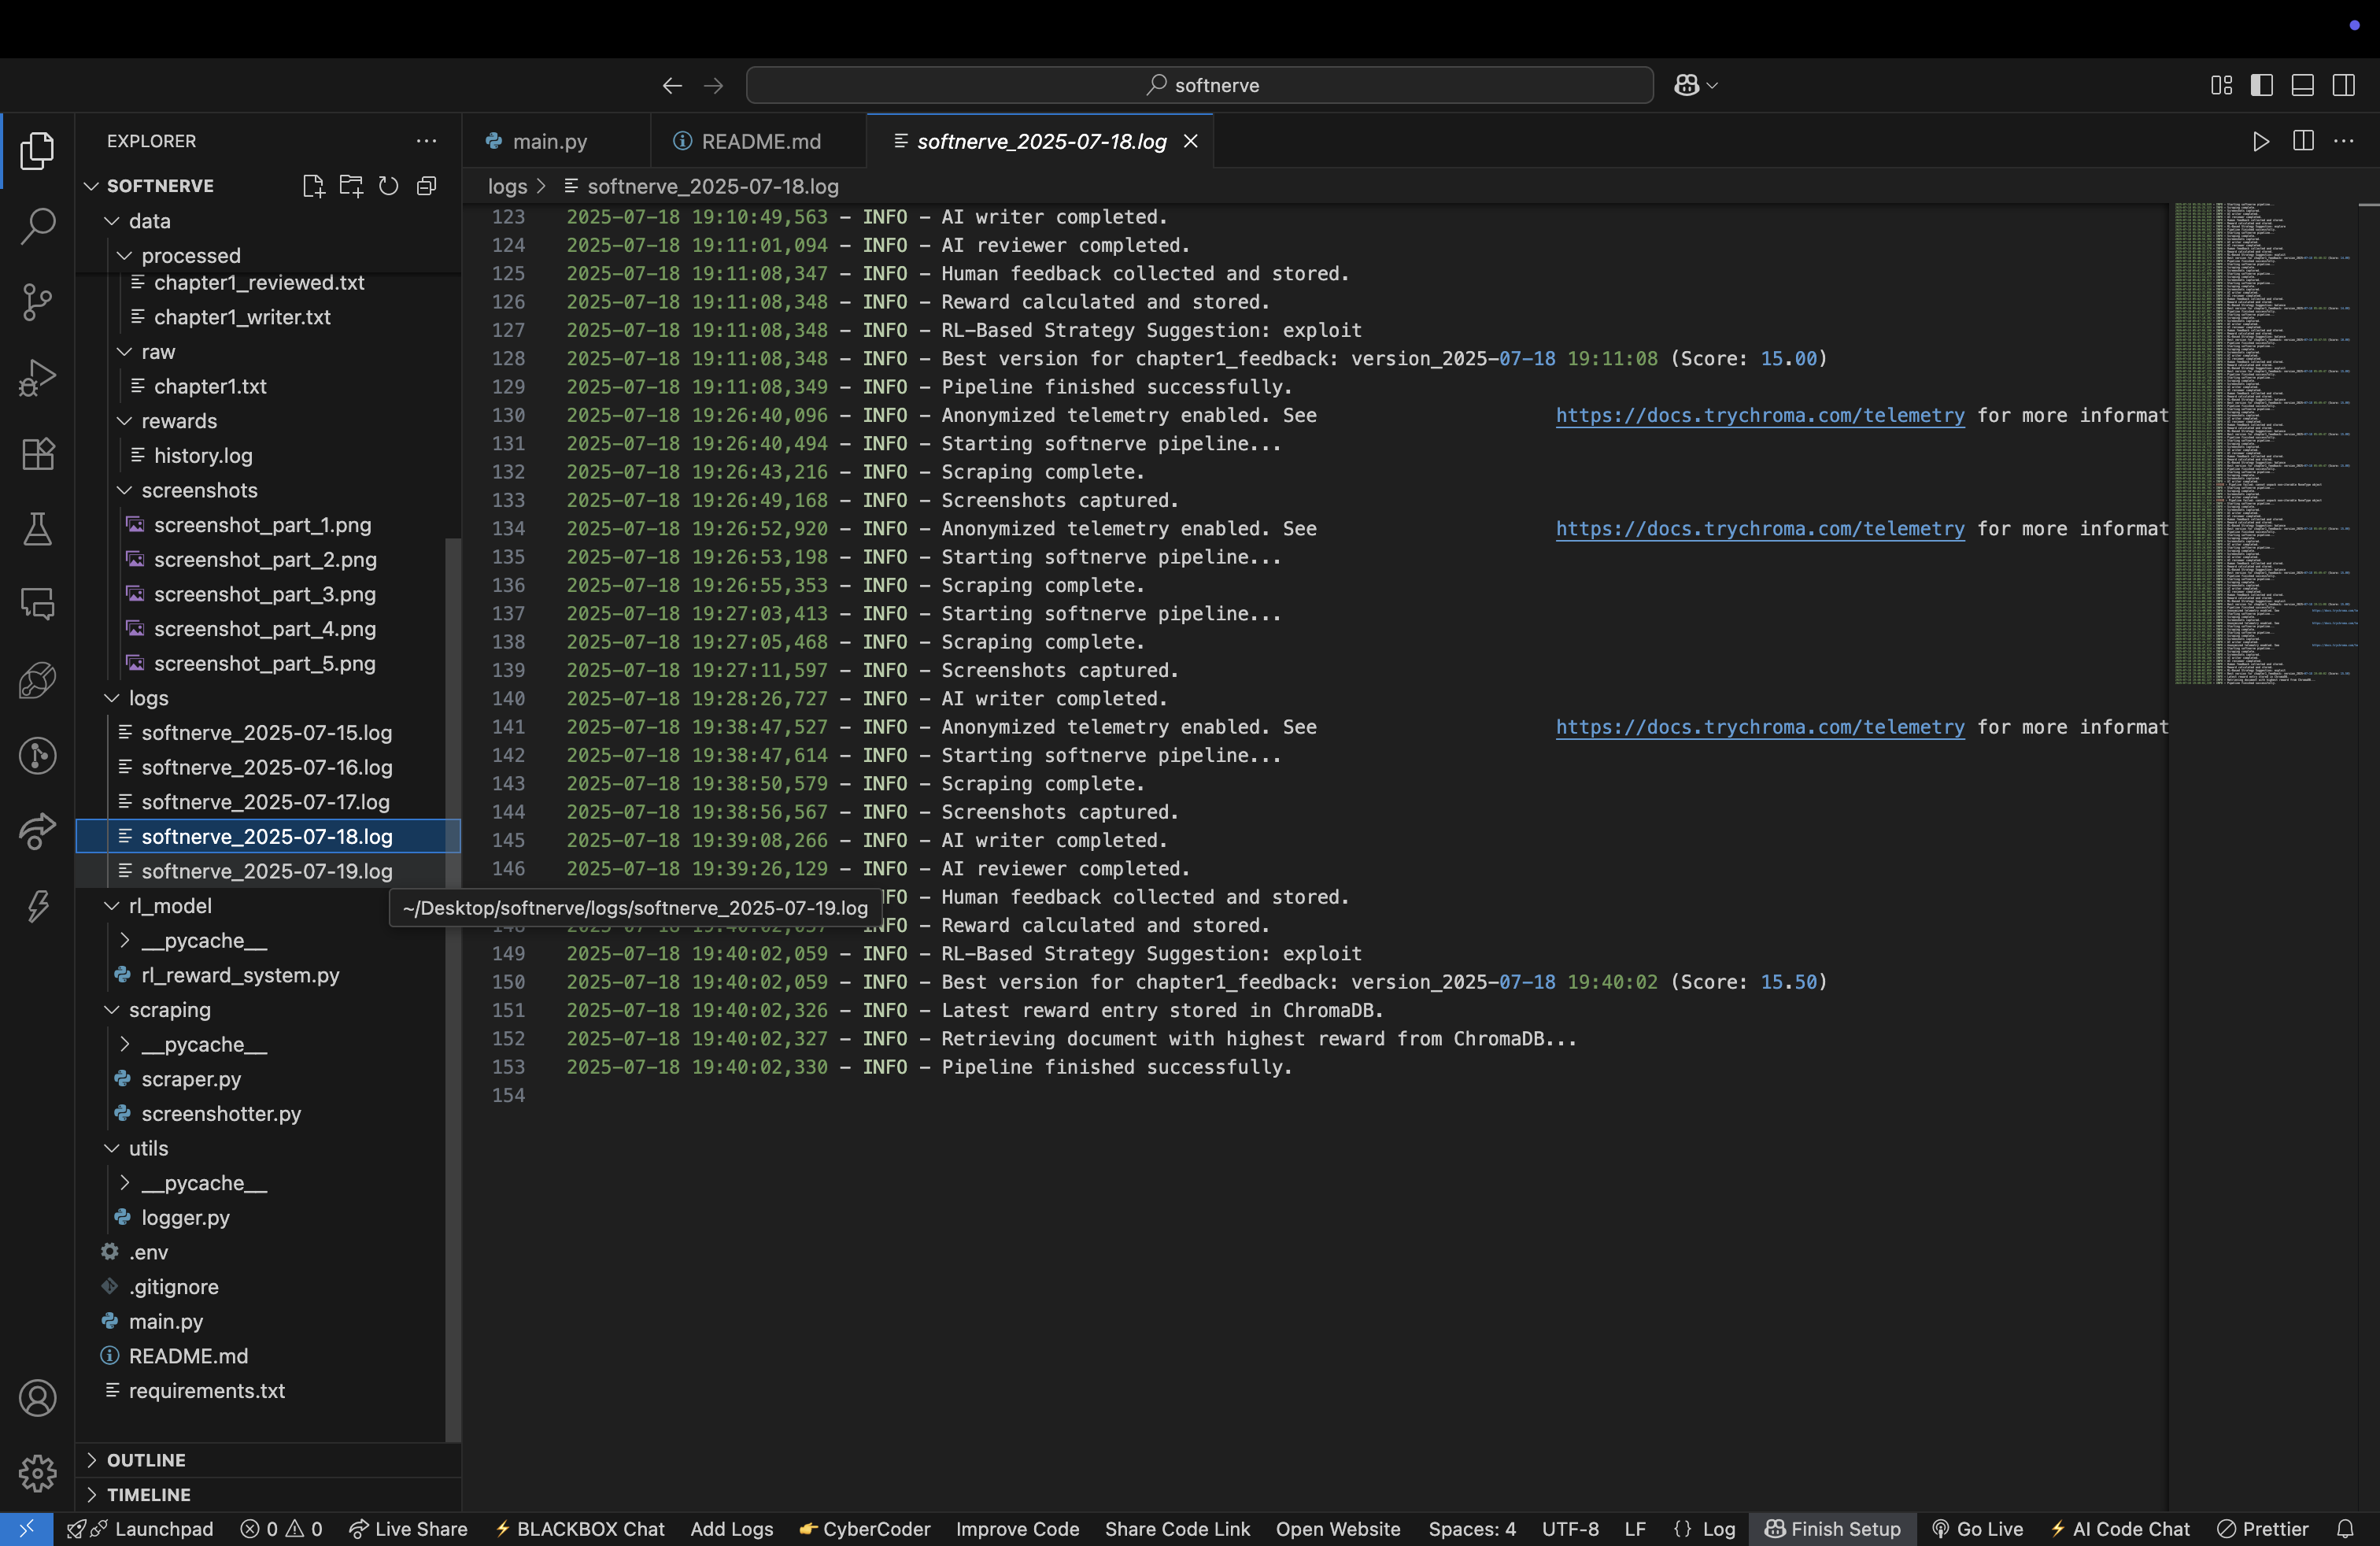 softnerve
EXPLORER
SOFTNERVE
data
processed
chapter1_reviewed.txt
chapter1_writer.txt
raw
chapter1.txt
rewards
history.log
screenshots
screenshot_part_1.png
screenshot_part_2.png
screenshot_part_3.png
screenshot_part_4.png
screenshot_part_5.png
logs
softnerve_2025-07-15.log
softnerve_2025-07-16.log
softnerve_2025-07-17.log
softnerve_2025-07-18.log
softnerve_2025-07-19.log
~/Desktop/softnerve/logs/softnerve_2025-07-19.log
rl_model
__pycache__
rl_reward_system.py
scraping
__pycache__
scraper.py
screenshotter.py
utils
__pycache__
logger.py
.env
.gitignore
main.py
README.md
requirements.txt
OUTLINE
TIMELINE
main.py README.md softnerve_2025-07-18.log
logs > softnerve_2025-07-18.log
123 2025-07-18 19:10:49,563 - INFO - AI writer completed.
124 2025-07-18 19:11:01,094 - INFO - AI reviewer completed.
125 2025-07-18 19:11:08,347 - INFO - Human feedback collected and stored.
126 2025-07-18 19:11:08,348 - INFO - Reward calculated and stored.
127 2025-07-18 19:11:08,348 - INFO - RL-Based Strategy Suggestion: exploit
128 2025-07-18 19:11:08,348 - INFO - Best version for chapter1_feedback: version_2025-07-18 19:11:08 (Score: 15.00)
129 2025-07-18 19:11:08,349 - INFO - Pipeline finished successfully.
130 2025-07-18 19:26:40,096 - INFO - Anonymized telemetry enabled. See https://docs.trychroma.com/telemetry for more informat
131 2025-07-18 19:26:40,494 - INFO - Starting softnerve pipeline...
132 2025-07-18 19:26:43,216 - INFO - Scraping complete.
133 2025-07-18 19:26:49,168 - INFO - Screenshots captured.
134 2025-07-18 19:26:52,920 - INFO - Anonymized telemetry enabled. See https://docs.trychroma.com/telemetry for more informat
135 2025-07-18 19:26:53,198 - INFO - Starting softnerve pipeline...
136 2025-07-18 19:26:55,353 - INFO - Scraping complete.
137 2025-07-18 19:27:03,413 - INFO - Starting softnerve pipeline...
138 2025-07-18 19:27:05,468 - INFO - Scraping complete.
139 2025-07-18 19:27:11,597 - INFO - Screenshots captured.
140 2025-07-18 19:28:26,727 - INFO - AI writer completed.
141 2025-07-18 19:38:47,527 - INFO - Anonymized telemetry enabled. See https://docs.trychroma.com/telemetry for more informat
142 2025-07-18 19:38:47,614 - INFO - Starting softnerve pipeline...
143 2025-07-18 19:38:50,579 - INFO - Scraping complete.
144 2025-07-18 19:38:56,567 - INFO - Screenshots captured.
145 2025-07-18 19:39:08,266 - INFO - AI writer completed.
146 2025-07-18 19:39:26,129 - INFO - AI reviewer completed.
FO - Human feedback collected and stored.
NFO - Reward calculated and stored.
149 2025-07-18 19:40:02,059 - INFO - RL-Based Strategy Suggestion: exploit
150 2025-07-18 19:40:02,059 - INFO - Best version for chapter1_feedback: version_2025-07-18 19:40:02 (Score: 15.50)
151 2025-07-18 19:40:02,326 - INFO - Latest reward entry stored in ChromaDB.
152 2025-07-18 19:40:02,327 - INFO - Retrieving document with highest reward from ChromaDB...
153 2025-07-18 19:40:02,330 - INFO - Pipeline finished successfully.
154
Launchpad 0 0 Live Share BLACKBOX Chat Add Logs CyberCoder Improve Code Share Code Link Open Website Spaces: 4 UTF-8 LF {} Log Finish Setup Go Live AI Code Chat Prettier